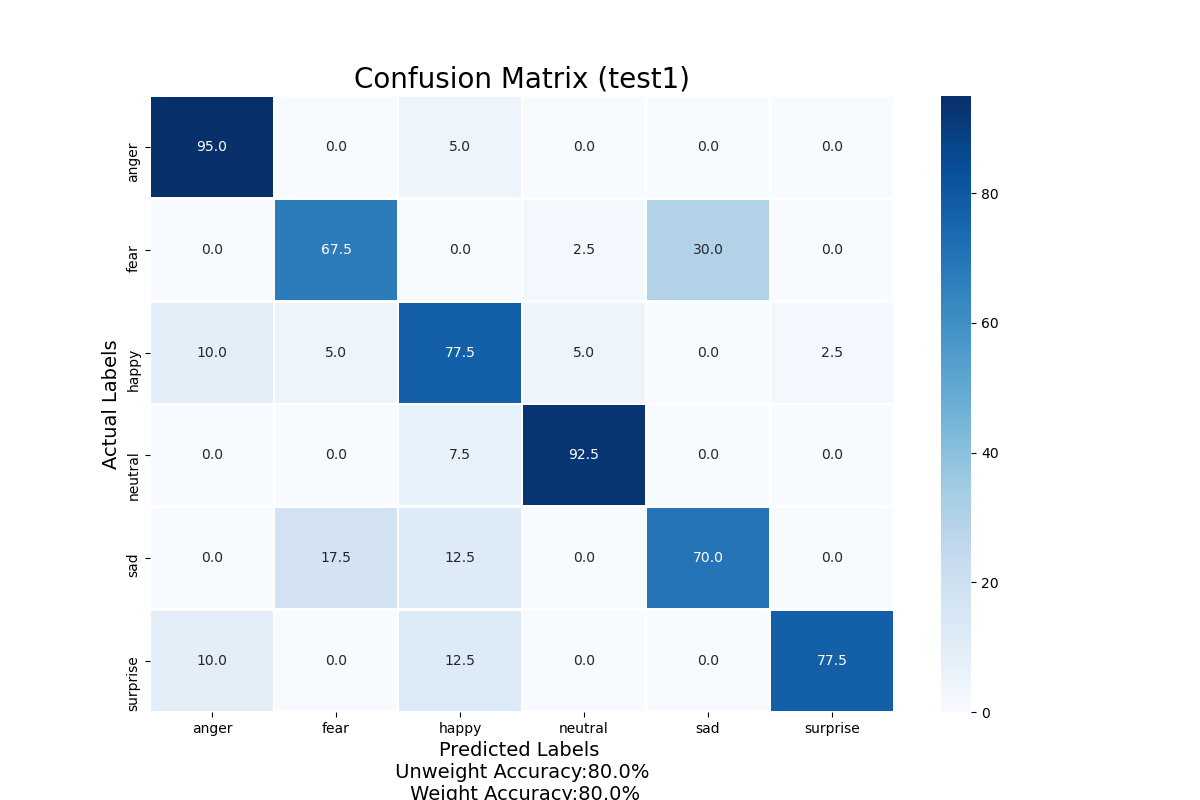 Confusion Matrix (test1)
Actual Labels
anger 95.0 0.0 5.0 0.0 0.0 0.0
fear 0.0 67.5 0.0 2.5 30.0 0.0
happy 10.0 5.0 77.5 5.0 0.0 2.5
neutral 0.0 0.0 7.5 92.5 0.0 0.0
sad 0.0 17.5 12.5 0.0 70.0 0.0
surprise 10.0 0.0 12.5 0.0 0.0 77.5
anger fear happy neutral sad surprise
Predicted Labels
Unweight Accuracy:80.0%
Weight Accuracy:80.0%
80
60
40
20
0